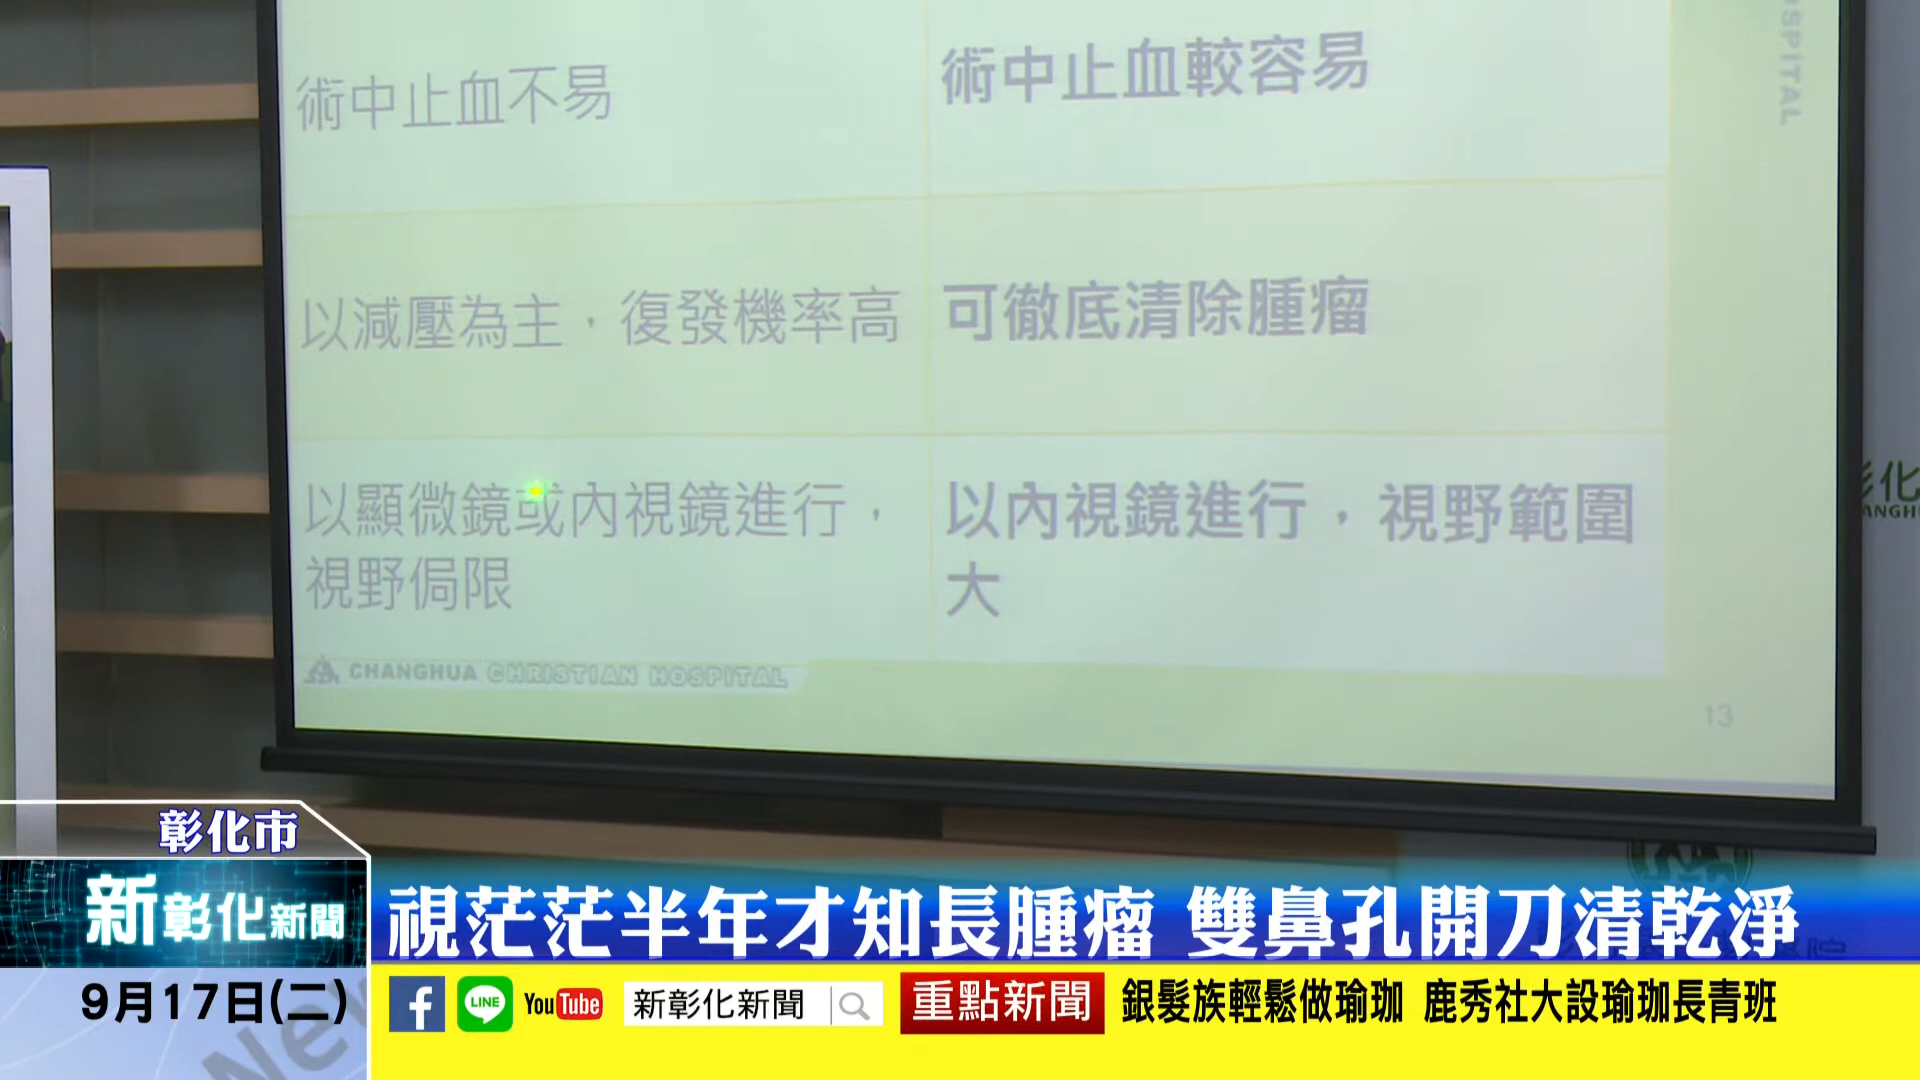 術中止血不易
術中止血較容易
以減壓為主，復發機率高
可徹底清除腫瘤
以顯微鏡或內視鏡進行，
視野侷限
以內視鏡進行，視野範圍
大
CHANGHUA CHRISTIAN HOSPITAL
13
彰化市
新彰化新聞
視茫茫半年才知長腫瘤 雙鼻孔開刀清乾淨
9月17日(二)
LINE
YouTube
新彰化新聞
重點新聞
銀髮族輕鬆做瑜珈 鹿秀社大設瑜珈長青班